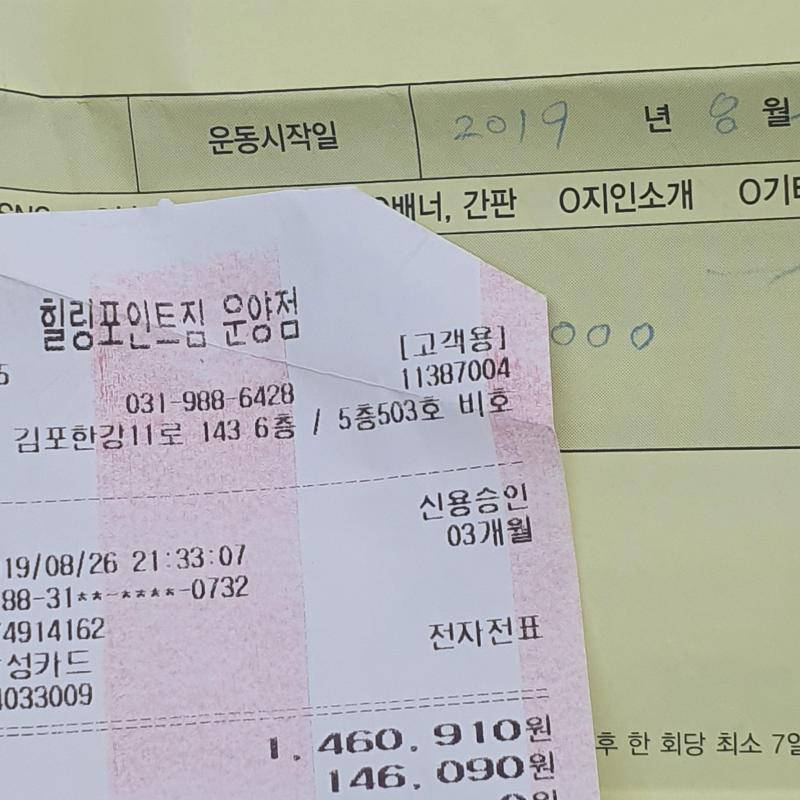 운동시작일 2019 년 8 월
배너, 간판 O지인소개 O기타
000
힐링포인트짐 운양점
[고객용]
5 11387004
031-988-6428
김포한강11로 143 6층 / 5층503호 비호
신용승인
03개월
19/08/26 21:33:07
88-31**-****-0732
4914162
전자전표
성카드
4033009
1,460,910원
146,090원
0원
후 한 회당 최소 7일